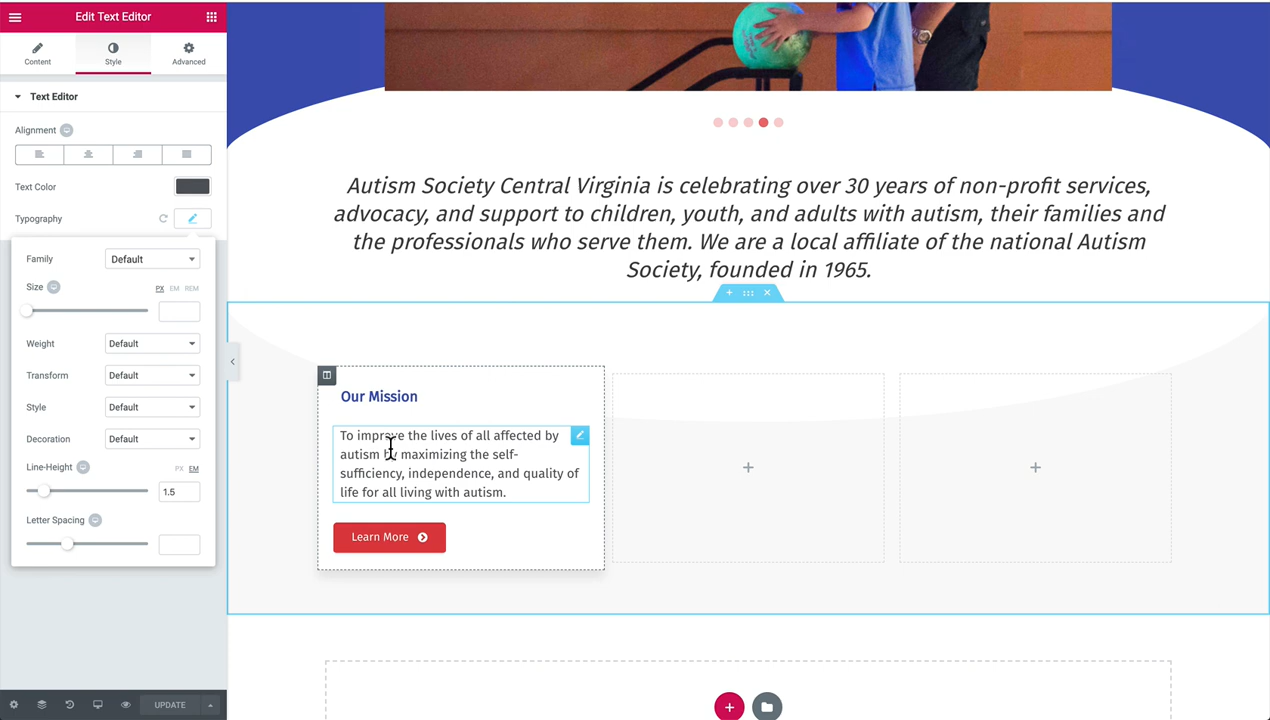 Edit Text Editor
Content
Style
Advanced
Text Editor
Alignment
Text Color
Typography
Family
Default
Size
PX EM REM
Weight
Default
Transform
Default
Style
Default
Decoration
Default
Line-Height
PX EM
1.5
Letter Spacing
UPDATE
Autism Society Central Virginia is celebrating over 30 years of non-profit services,
advocacy, and support to children, youth, and adults with autism, their families and
the professionals who serve them. We are a local affiliate of the national Autism
Society, founded in 1965.
Our Mission
To improve the lives of all affected by
autism by maximizing the self-
sufficiency, independence, and quality of
life for all living with autism.
Learn More